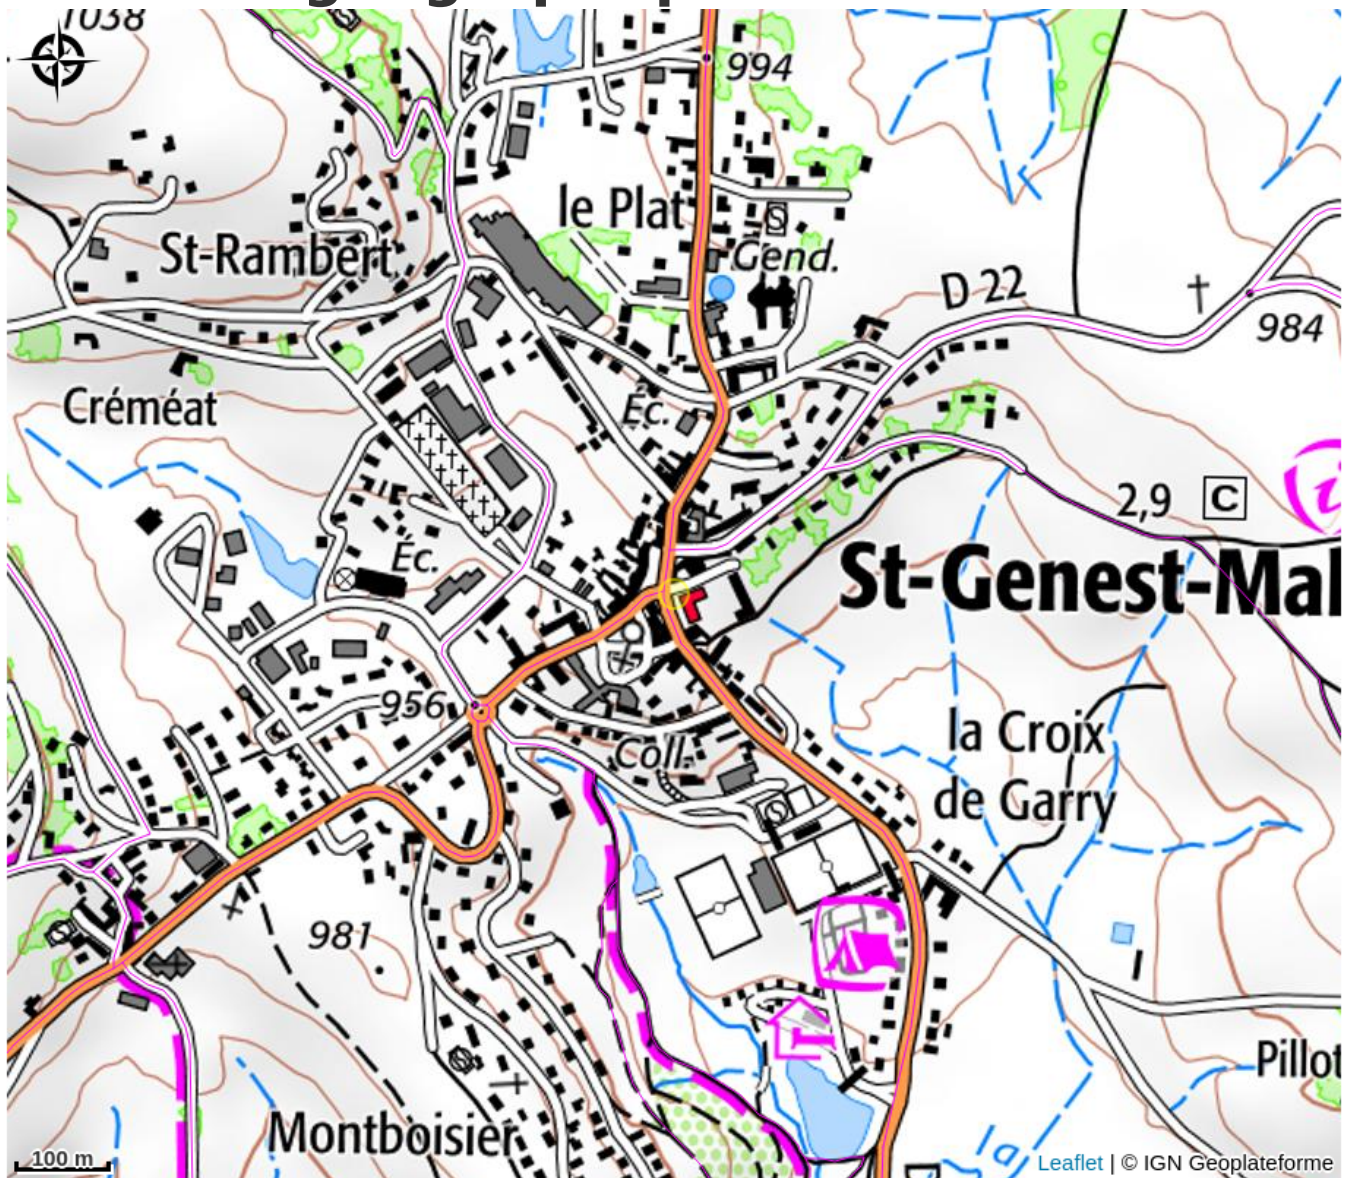 1038
994
le Plat
St-Rambert
Gend.
D 22
984
Créméat
Éc.
2,9 C
Éc.
St-Genest-Mal
956
la Croix
de Garry
Coll.
981
Pillot
Montboisier
100 m
Leaflet | © IGN Geoplateforme